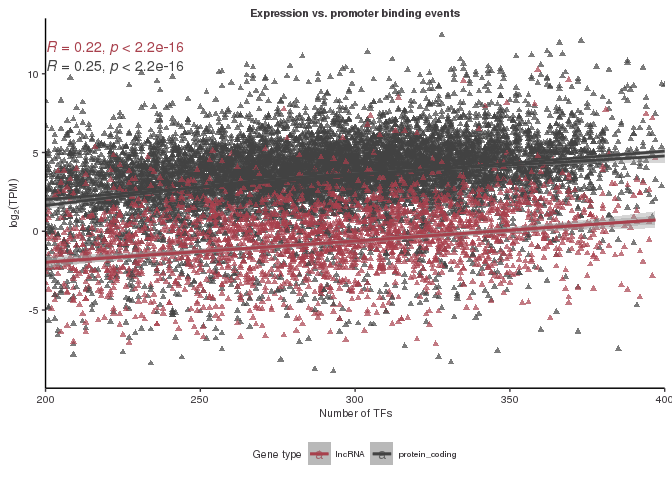 Expression vs. promoter binding events
R = 0.22, p < 2.2e-16
R = 0.25, p < 2.2e-16
log2(TPM)
10
5
0
-5
200
250
300
350
400
Number of TFs
Gene type
a lncRNA
a protein_coding